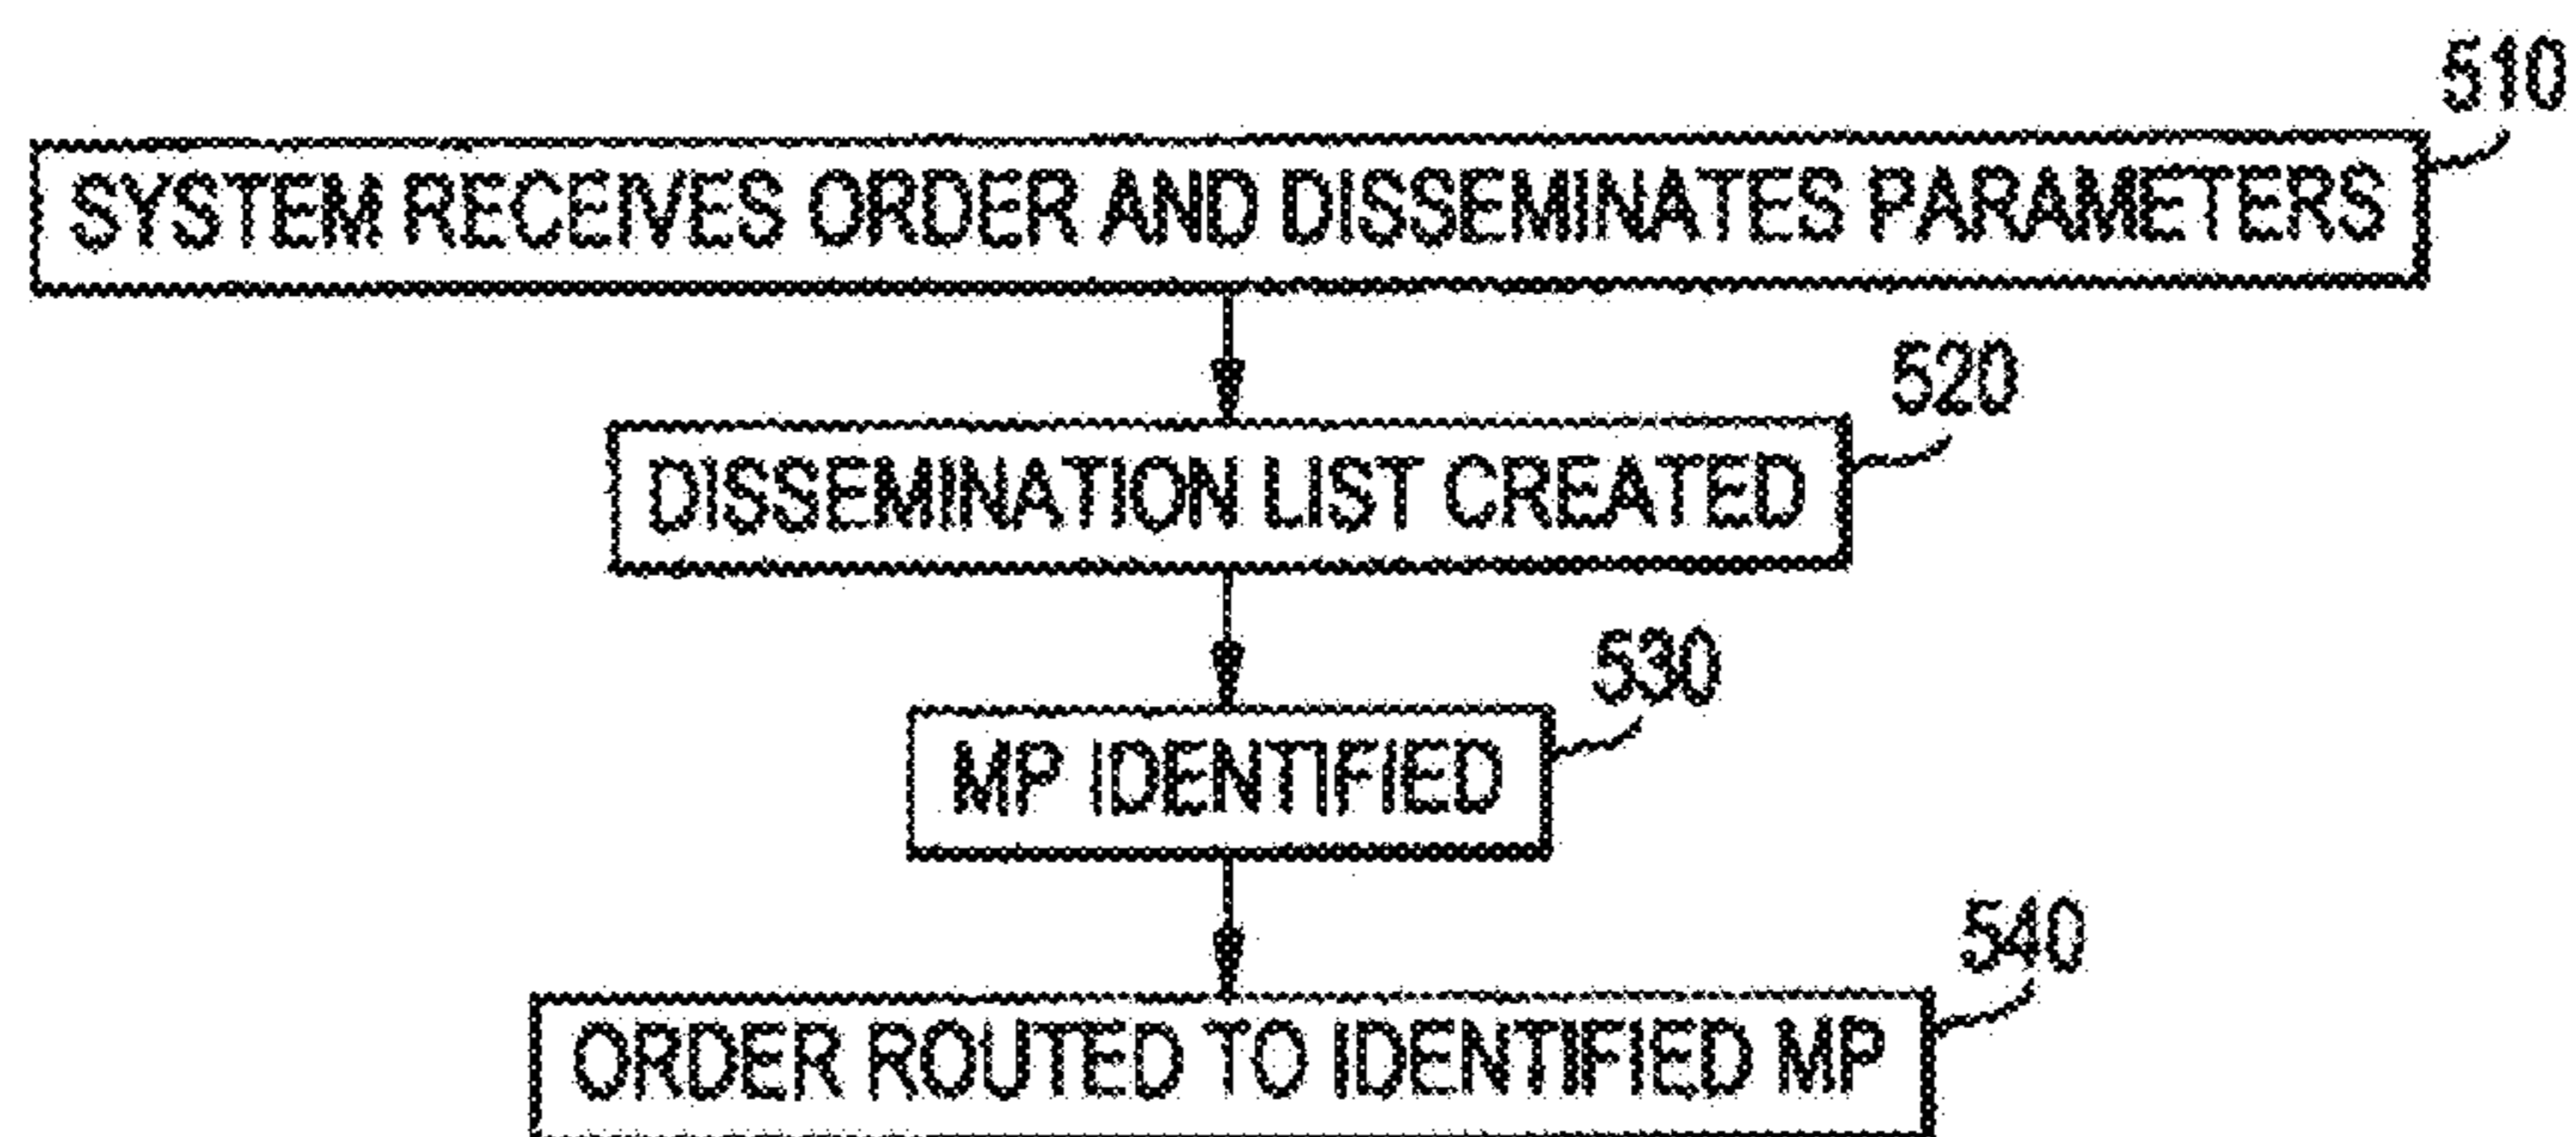 510
SYSTEM RECEIVES ORDER AND DISSEMINATES PARAMETERS
520
DISSEMINATION LIST CREATED
530
MP IDENTIFIED
540
ORDER ROUTED TO IDENTIFIED MP